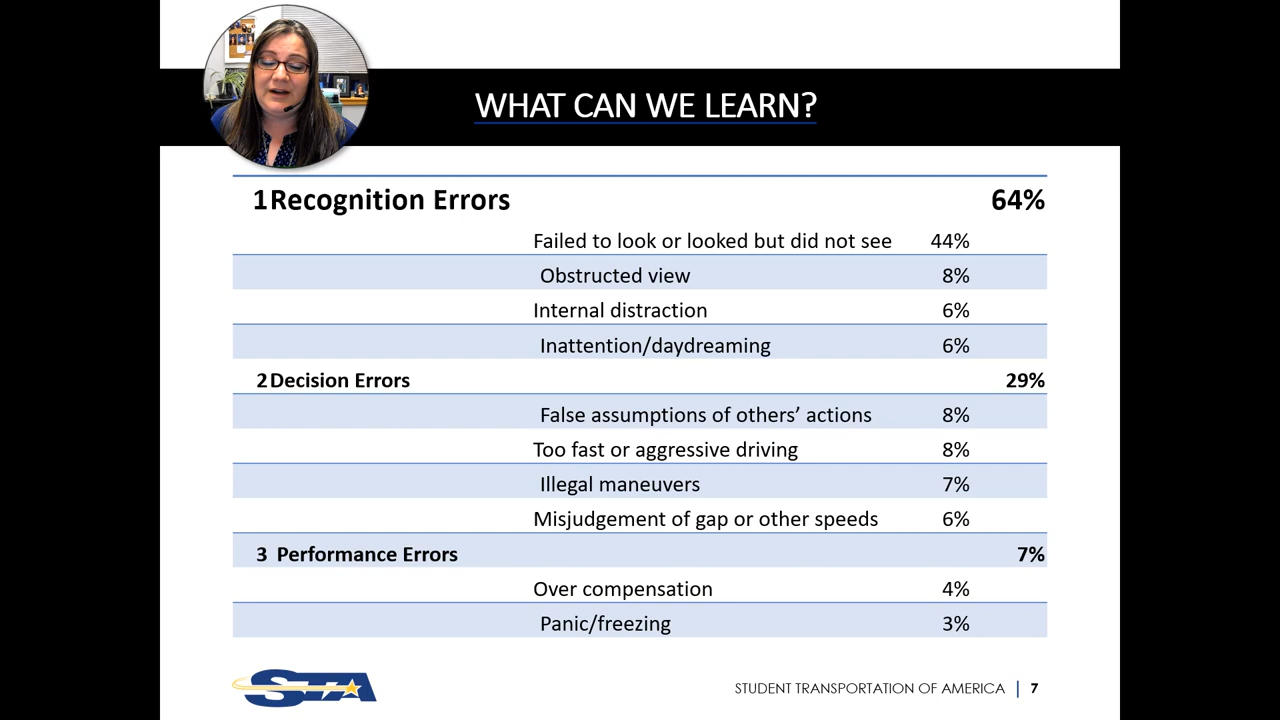 WHAT CAN WE LEARN?
1 Recognition Errors 64%
Failed to look or looked but did not see 44%
Obstructed view 8%
Internal distraction 6%
Inattention/daydreaming 6%
2 Decision Errors 29%
False assumptions of others’ actions 8%
Too fast or aggressive driving 8%
Illegal maneuvers 7%
Misjudgement of gap or other speeds 6%
3 Performance Errors 7%
Over compensation 4%
Panic/freezing 3%
STA
STUDENT TRANSPORTATION OF AMERICA | 7